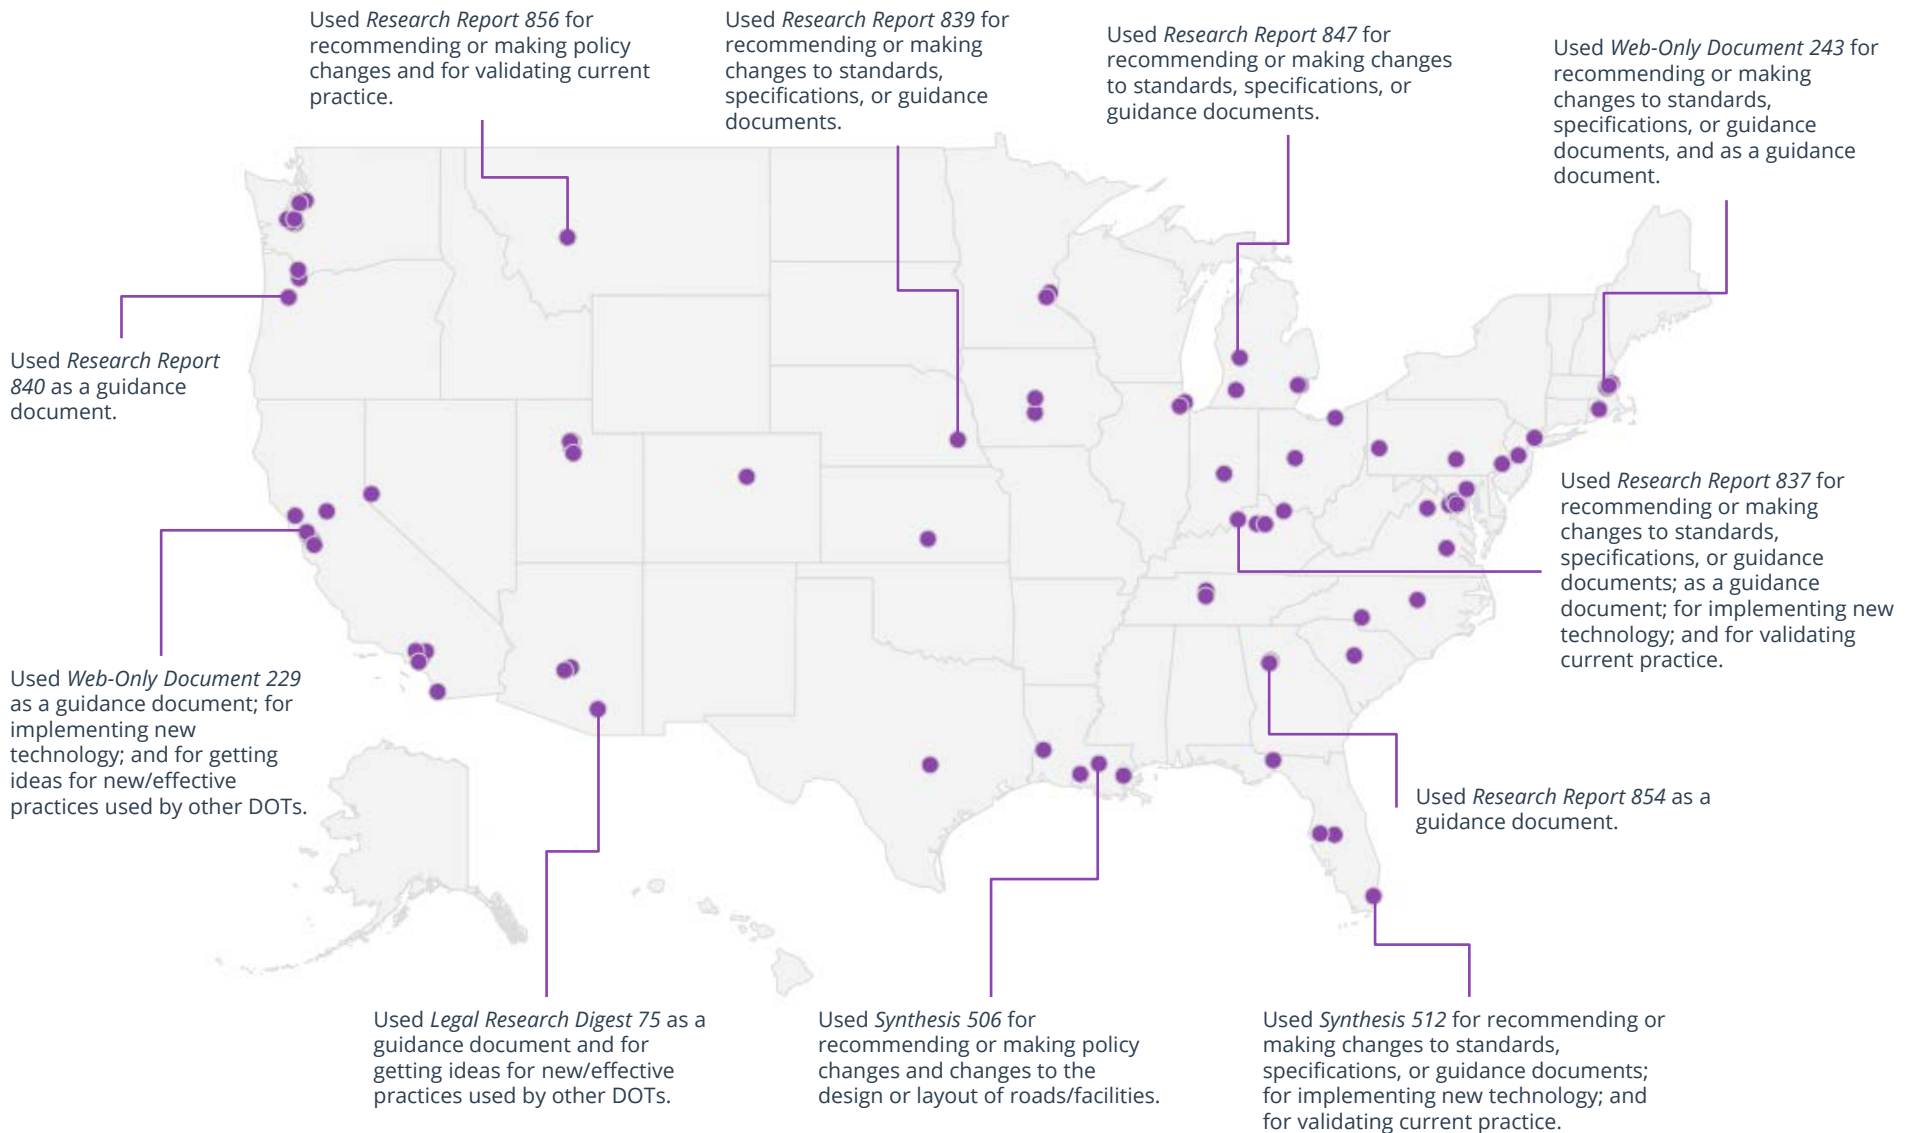 Used Research Report 856 for
recommending or making policy
changes and for validating current
practice.
Used Research Report 839 for
recommending or making
changes to standards,
specifications, or guidance
documents.
Used Research Report 847 for
recommending or making changes
to standards, specifications, or
guidance documents.
Used Web-Only Document 243 for
recommending or making
changes to standards,
specifications, or guidance
documents, and as a guidance
document.
Used Research Report
840 as a guidance
document.
Used Research Report 837 for
recommending or making
changes to standards,
specifications, or guidance
documents; as a guidance
document; for implementing new
technology; and for validating
current practice.
Used Web-Only Document 229
as a guidance document; for
implementing new
technology; and for getting
ideas for new/effective
practices used by other DOTs.
Used Research Report 854 as a
guidance document.
Used Legal Research Digest 75 as a
guidance document and for
getting ideas for new/effective
practices used by other DOTs.
Used Synthesis 506 for
recommending or making policy
changes and changes to the
design or layout of roads/facilities.
Used Synthesis 512 for recommending or
making changes to standards,
specifications, or guidance documents;
for implementing new technology; and
for validating current practice.